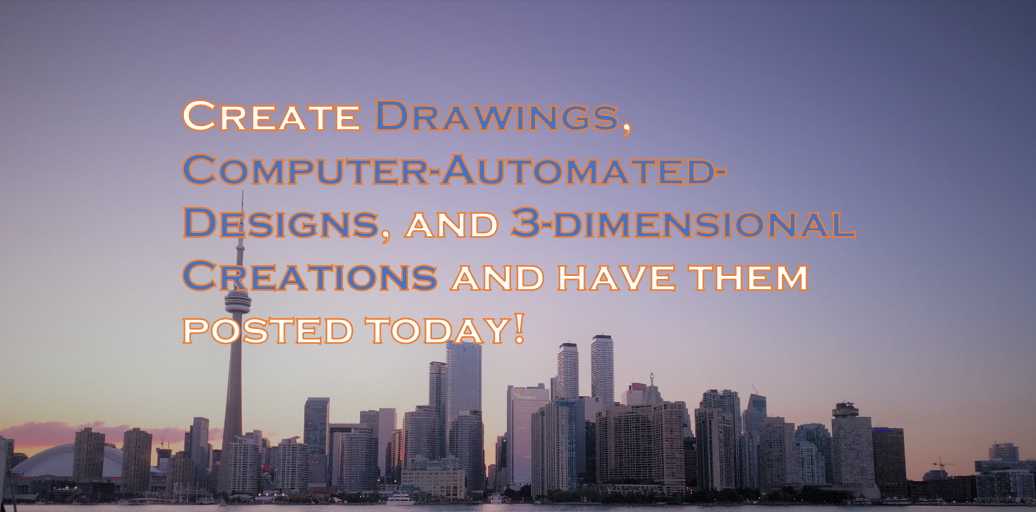 Create Drawings,
Computer-Automated-
Designs, and 3-dimensional
Creations and have them
posted today!